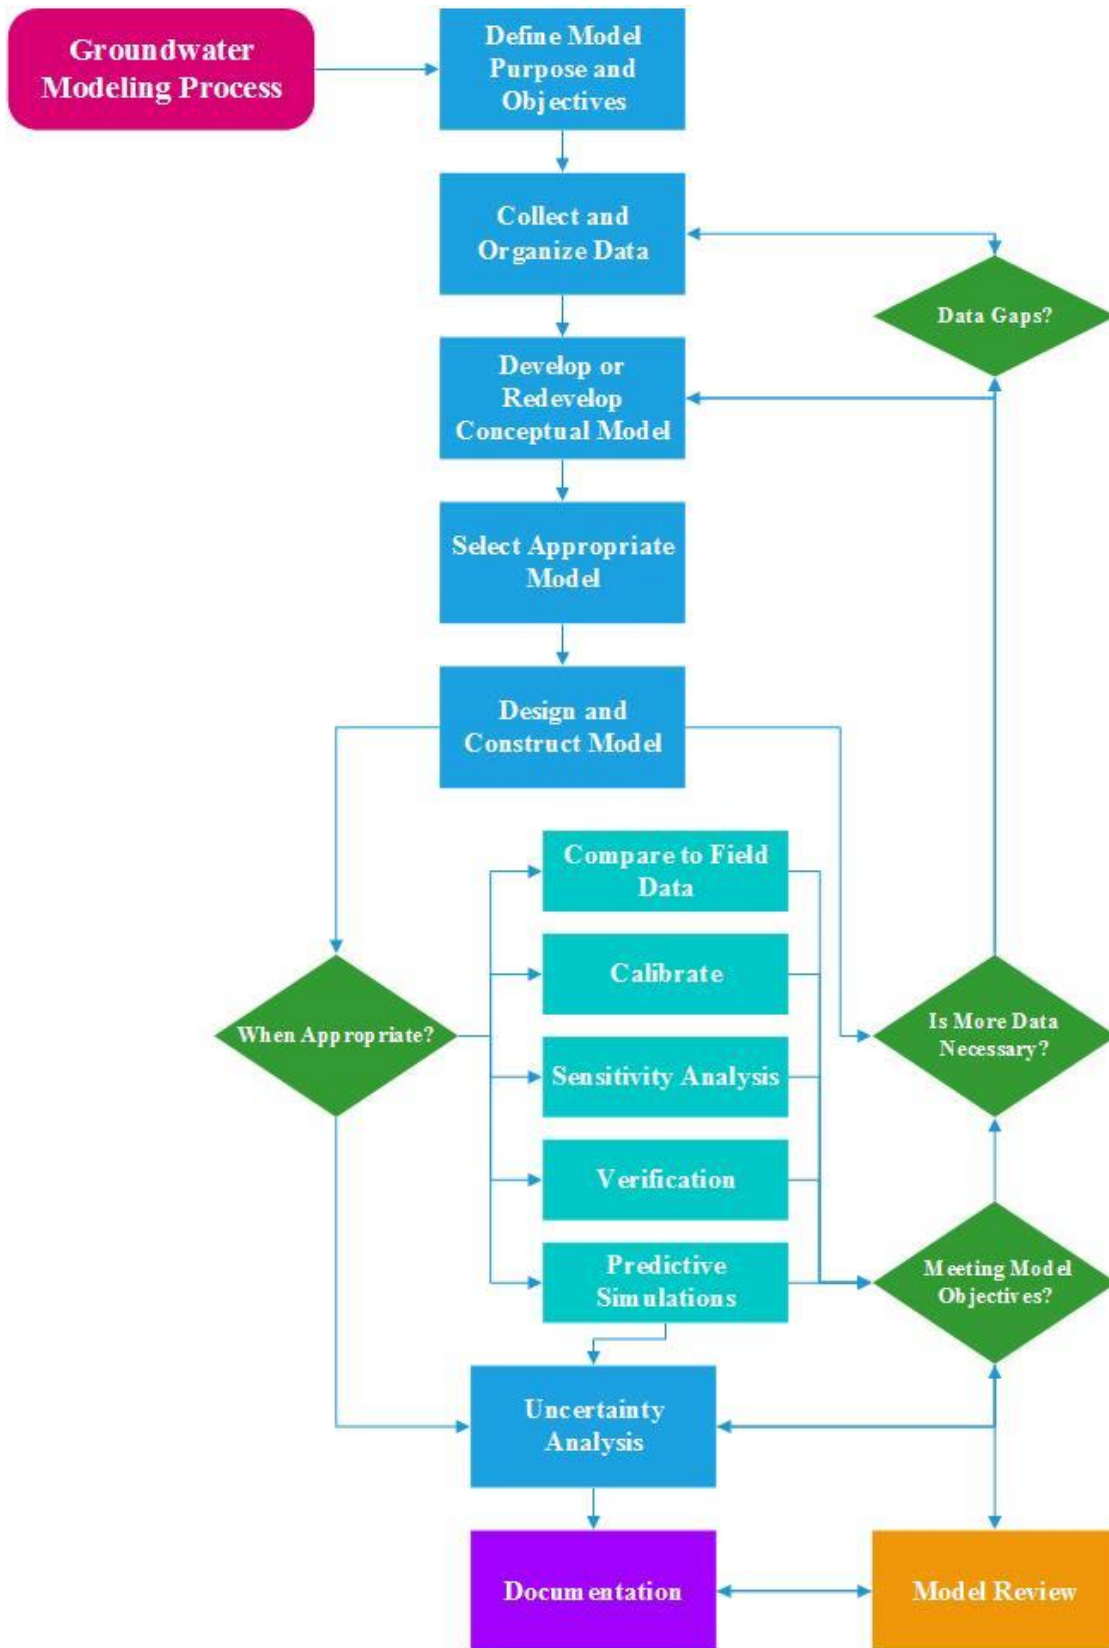 Groundwater
Modeling Process
Define Model
Purpose and
Objectives
Collect and
Organize Data
Data Gaps?
Develop or
Redevelop
Conceptual Model
Select Appropriate
Model
Design and
Construct Model
Compare to Field
Data
Calibrate
When Appropriate?
Is More Data
Necessary?
Sensitivity Analysis
Verification
Predictive
Simulations
Meeting Model
Objectives?
Uncertainty
Analysis
Documentation
Model Review